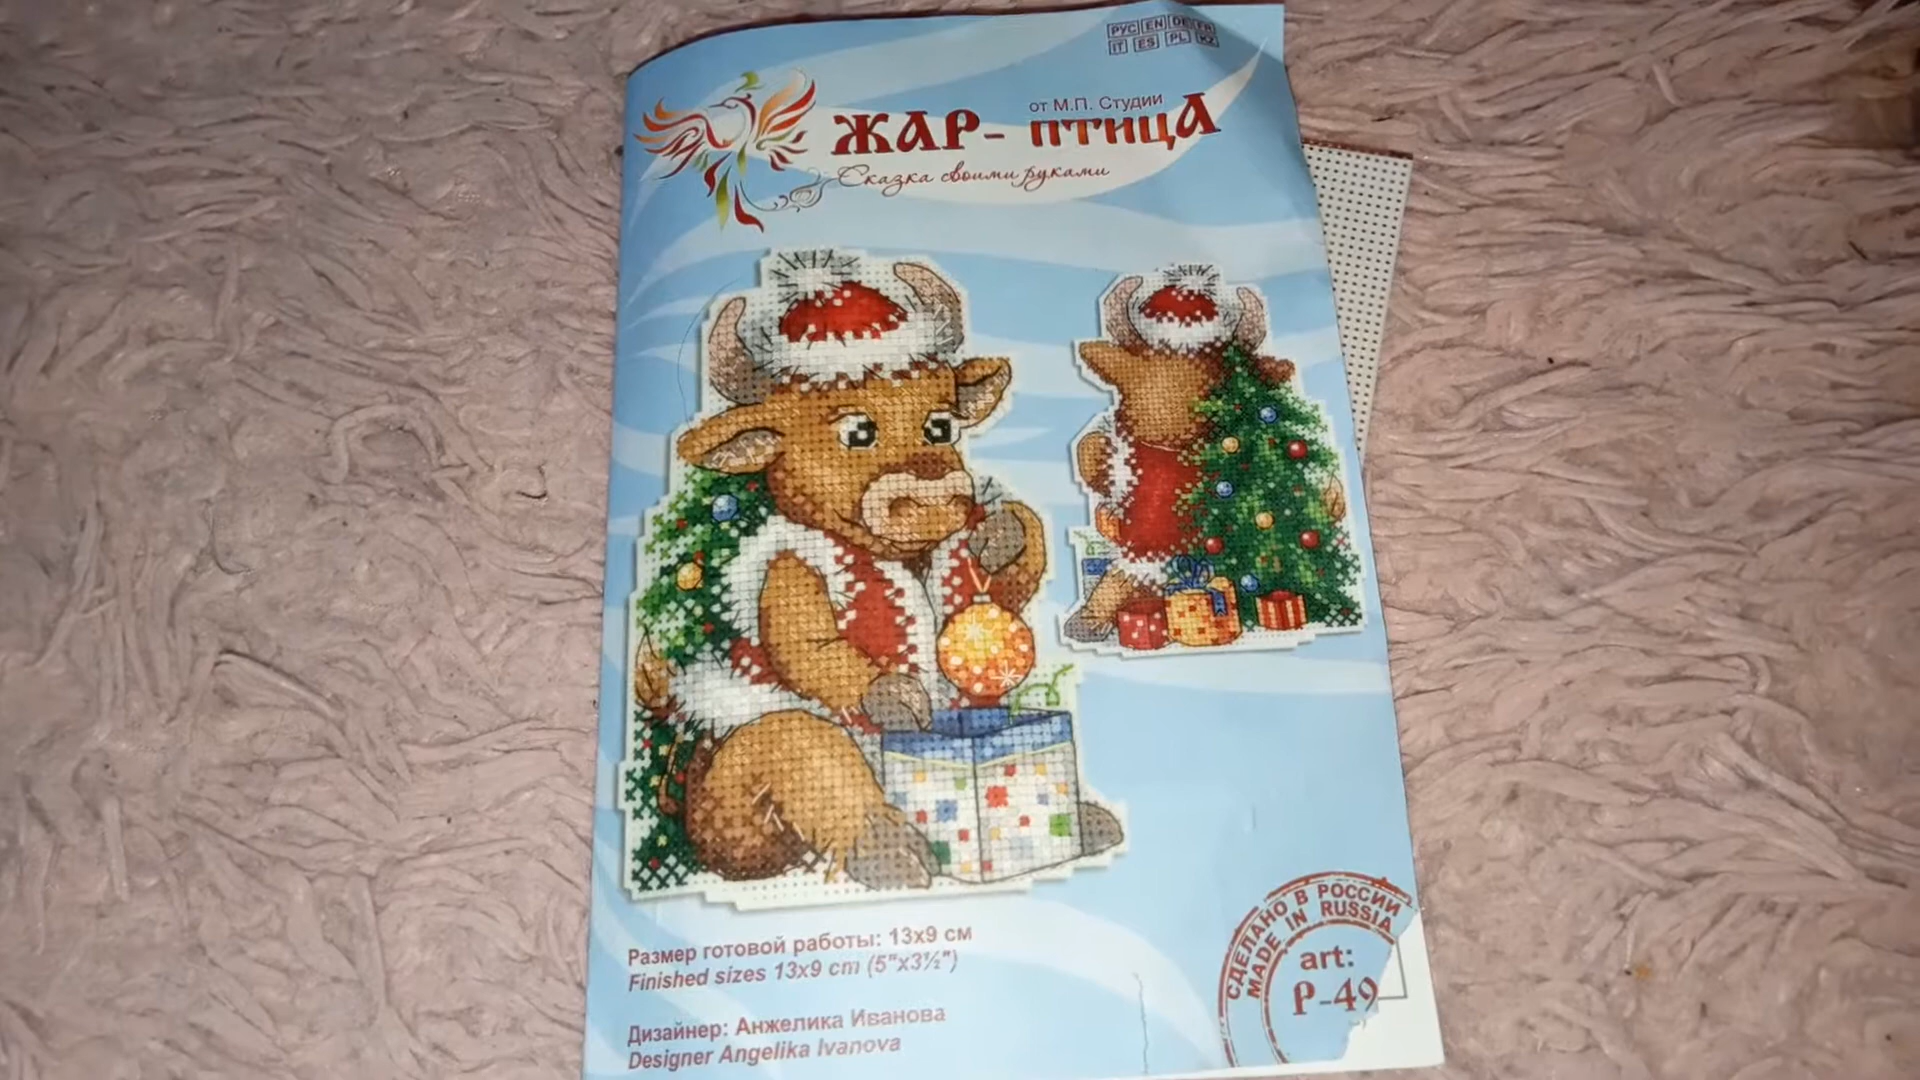 РУС EN DE FR
IT ES PL KZ
от М.П. Студии
ЖАР-ПТИЦА
Сказка своими руками
Размер готовой работы: 13х9 см
Finished sizes 13x9 cm (5"x3½")
Дизайнер: Анжелика Иванова
Designer Angelika Ivanova
СДЕЛАНО В РОССИИ
MADE IN RUSSIA
art:
Р-49